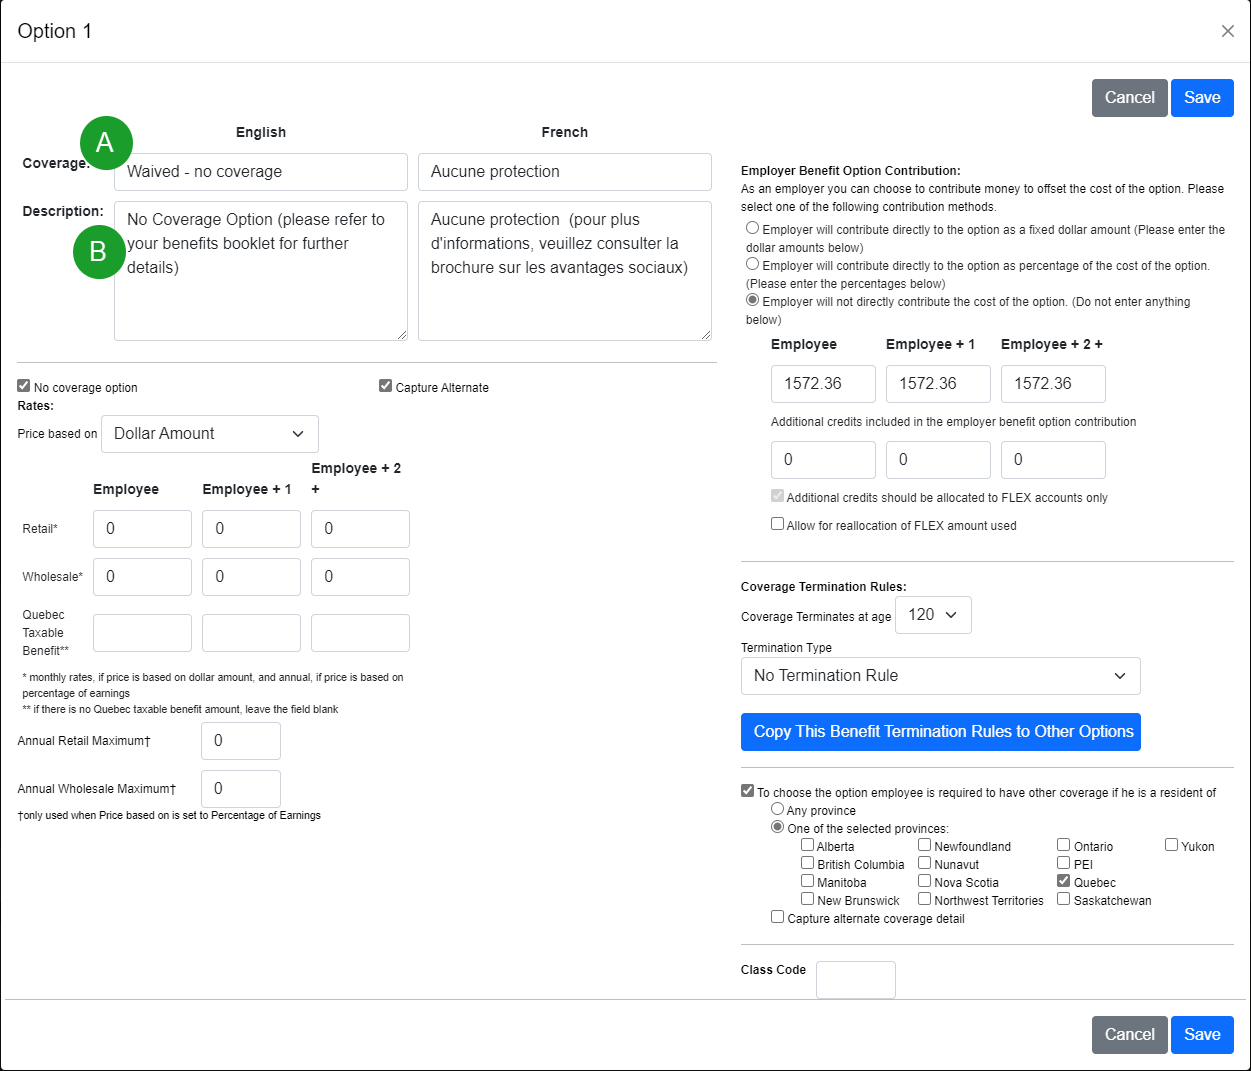 Option 1
Cancel
Save
English
French
A
Coverage:
Waived - no coverage
Aucune protection
Description:
B
No Coverage Option (please refer to
your benefits booklet for further
details)
Aucune protection  (pour plus
d'informations, veuillez consulter la
brochure sur les avantages sociaux)
No coverage option
Capture Alternate
Rates:
Price based on
Dollar Amount
Employee
Employee + 1
Employee + 2
+
Retail*
0
0
0
Wholesale*
0
0
0
Quebec
Taxable
Benefit**
* monthly rates, if price is based on dollar amount, and annual, if price is based on
percentage of earnings
** if there is no Quebec taxable benefit amount, leave the field blank
Annual Retail Maximum†
0
Annual Wholesale Maximum†
0
†only used when Price based on is set to Percentage of Earnings
Employer Benefit Option Contribution:
As an employer you can choose to contribute money to offset the cost of the option. Please
select one of the following contribution methods.
Employer will contribute directly to the option as a fixed dollar amount (Please enter the
dollar amounts below)
Employer will contribute directly to the option as percentage of the cost of the option.
(Please enter the percentages below)
Employer will not directly contribute the cost of the option. (Do not enter anything
below)
Employee
Employee + 1
Employee + 2 +
1572.36
1572.36
1572.36
Additional credits included in the employer benefit option contribution
0
0
0
Additional credits should be allocated to FLEX accounts only
Allow for reallocation of FLEX amount used
Coverage Termination Rules:
Coverage Terminates at age
120
Termination Type
No Termination Rule
Copy This Benefit Termination Rules to Other Options
To choose the option employee is required to have other coverage if he is a resident of
Any province
One of the selected provinces:
Alberta
Newfoundland
Ontario
Yukon
British Columbia
Nunavut
PEI
Manitoba
Nova Scotia
Quebec
New Brunswick
Northwest Territories
Saskatchewan
Capture alternate coverage detail
Class Code
Cancel
Save